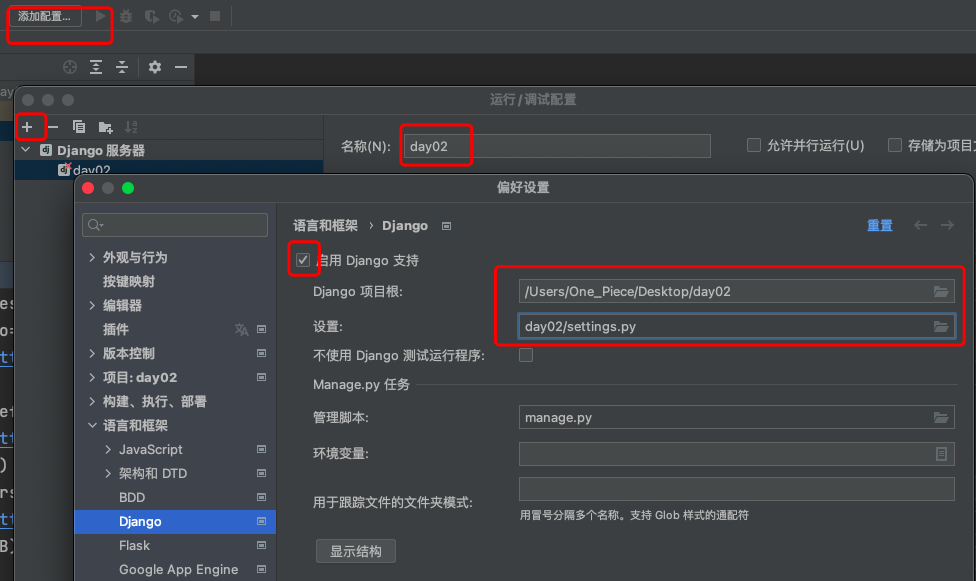 添加配置...
ay
运行/调试配置
Django 服务器
day02
名称(N):
day02
允许并行运行(U)
存储为项目
偏好设置
外观与行为
按键映射
编辑器
插件
版本控制
项目: day02
构建、执行、部署
语言和框架
JavaScript
架构和 DTD
BDD
Django
Flask
Google App Engine
语言和框架 › Django
重置
启用 Django 支持
Django 项目根:
/Users/One_Piece/Desktop/day02
设置:
day02/settings.py
不使用 Django 测试运行程序:
Manage.py 任务
管理脚本:
manage.py
环境变量:
用于跟踪文件的文件夹模式:
用冒号分隔多个名称。支持 Glob 样式的通配符
显示结构